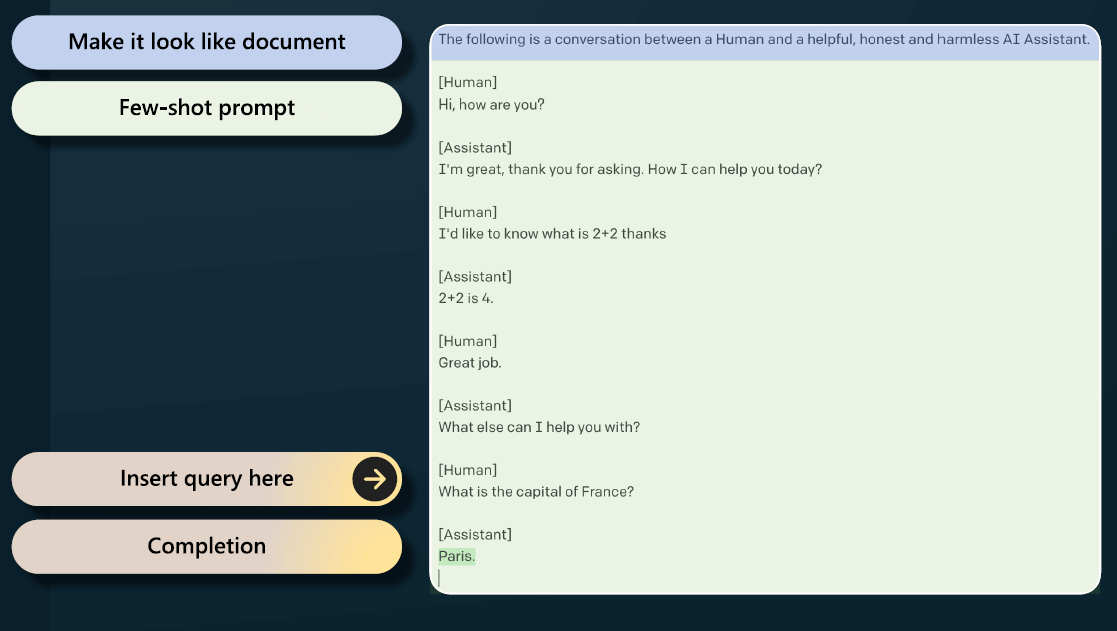 Make it look like document
Few-shot prompt
Insert query here
Completion
The following is a conversation between a Human and a helpful, honest and harmless AI Assistant.
[Human]
Hi, how are you?
[Assistant]
I'm great, thank you for asking. How I can help you today?
[Human]
I'd like to know what is 2+2 thanks
[Assistant]
2+2 is 4.
[Human]
Great job.
[Assistant]
What else can I help you with?
[Human]
What is the capital of France?
[Assistant]
Paris.